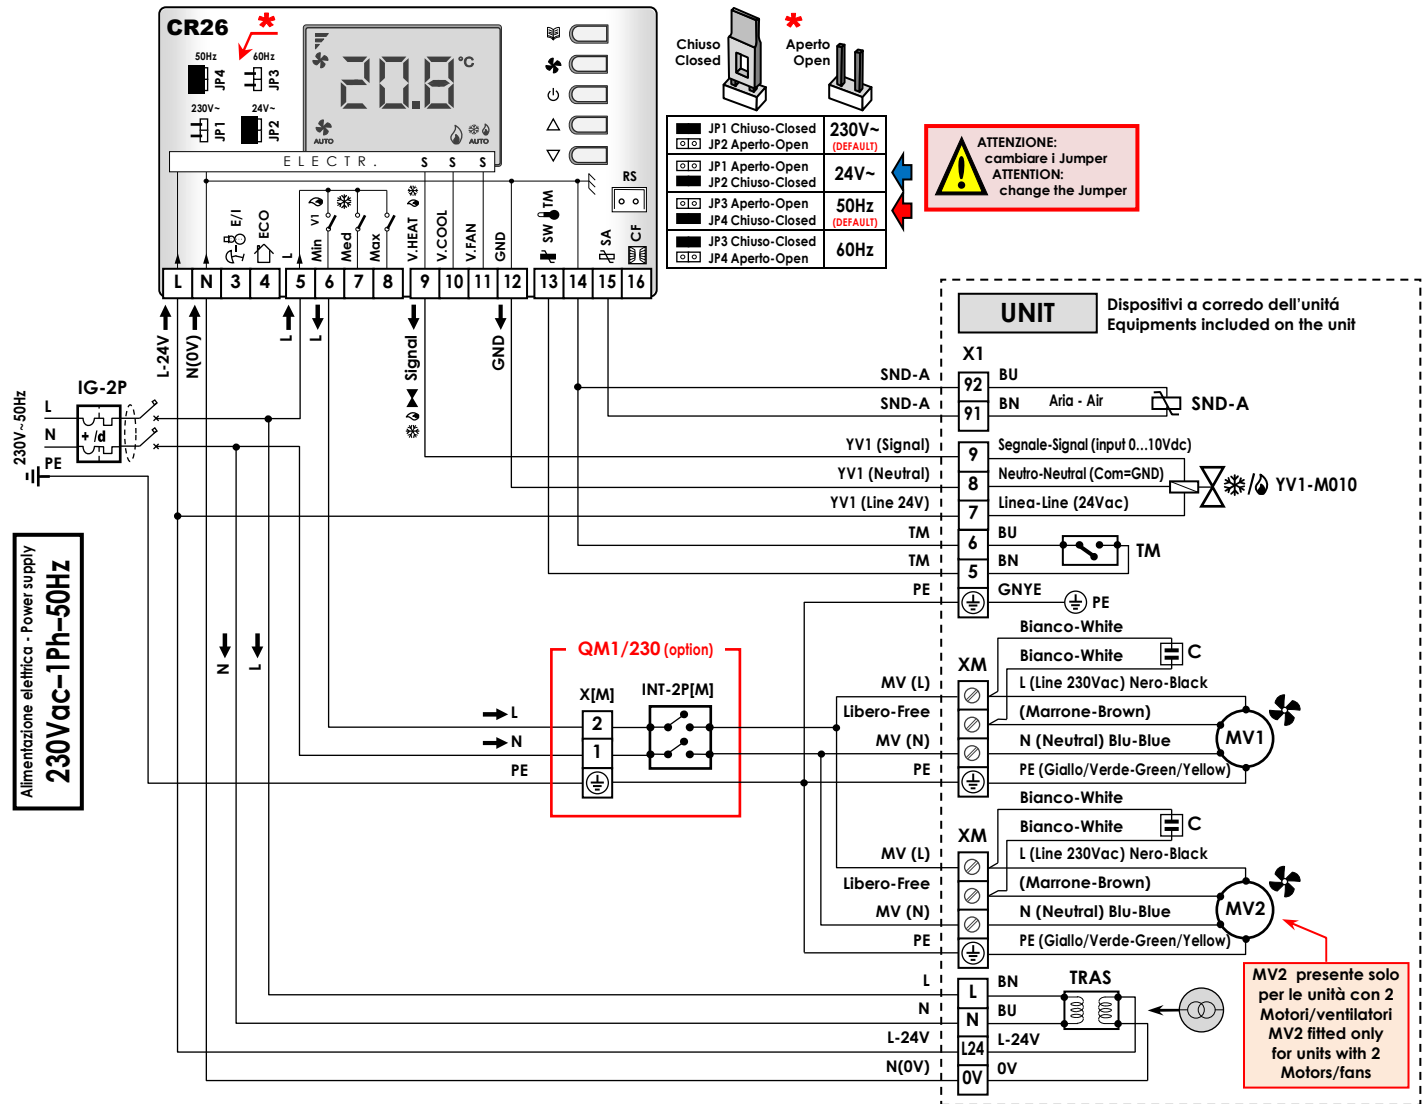 CR26
*
50Hz
JP4
60Hz
JP3
230V~
JP1
24V~
JP2
20.8 °C
AUTO
AUTO
ELECTR.
S S S
RS
E/I
ECO
L
Min V1
Med
Max
V.HEAT
V.COOL
V.FAN
GND
SW TM
SA
CF
L N 3 4 5 6 7 8 9 10 11 12 13 14 15 16
Chiuso
Closed
*
Aperto
Open
JP1 Chiuso-Closed
JP2 Aperto-Open
230V~
(DEFAULT)
JP1 Aperto-Open
JP2 Chiuso-Closed
24V~
JP3 Aperto-Open
JP4 Chiuso-Closed
50Hz
(DEFAULT)
JP3 Chiuso-Closed
JP4 Aperto-Open
60Hz
ATTENZIONE:
cambiare i Jumper
ATTENTION:
change the Jumper
L-24V
N(0V)
L
L
Signal
GND
IG-2P
230V~50Hz
L
N
PE
+ /d
Alimentazione elettrica - Power supply
230Vac-1Ph-50Hz
N
L
UNIT
Dispositivi a corredo dell'unitá
Equipments included on the unit
X1
SND-A 92 BU
SND-A 91 BN
Aria - Air
SND-A
YV1 (Signal) 9 Segnale-Signal (input 0...10Vdc)
YV1 (Neutral) 8 Neutro-Neutral (Com=GND)
YV1 (Line 24V) 7 Linea-Line (24Vac)
/
YV1-M010
TM 6 BU
TM 5 BN
TM
PE GNYE
PE
QM1/230 (option)
X[M]
INT-2P[M]
L 2
N 1
PE
Bianco-White
Bianco-White
C
XM
MV (L) L (Line 230Vac) Nero-Black
Libero-Free (Marrone-Brown)
MV (N) N (Neutral) Blu-Blue
PE PE (Giallo/Verde-Green/Yellow)
MV1
Bianco-White
Bianco-White
C
XM
MV (L) L (Line 230Vac) Nero-Black
Libero-Free (Marrone-Brown)
MV (N) N (Neutral) Blu-Blue
PE PE (Giallo/Verde-Green/Yellow)
MV2
L L BN
N N BU
L-24V L24 L-24V
N(0V) 0V 0V
TRAS
MV2 presente solo
per le unità con 2
Motori/ventilatori
MV2 fitted only
for units with 2
Motors/fans